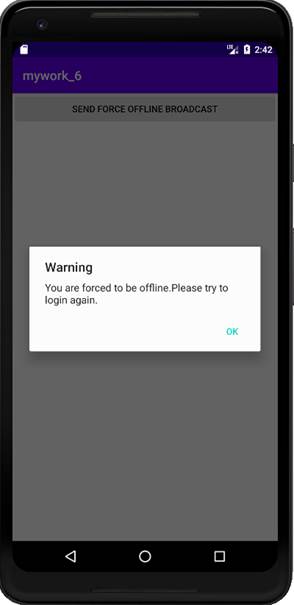 LTE 2:42
mywork_6
SEND FORCE OFFLINE BROADCAST
Warning
You are forced to be offline.Please try to
login again.
OK